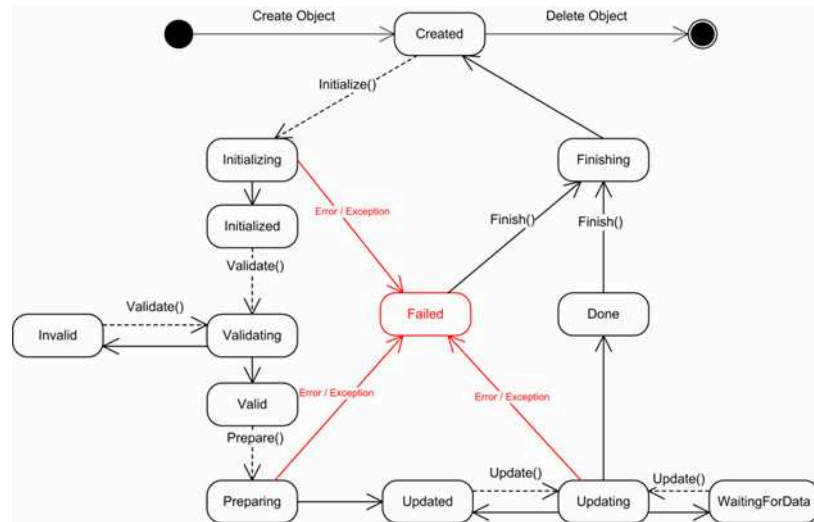 Create Object
Delete Object
Created
Initialize()
Initializing
Finishing
Error / Exception
Initialized
Finish()
Finish()
Validate()
Validate()
Failed
Done
Invalid
Validating
Valid
Error / Exception
Error / Exception
Prepare()
Update()
Update()
Preparing
Updated
Updating
WaitingForData